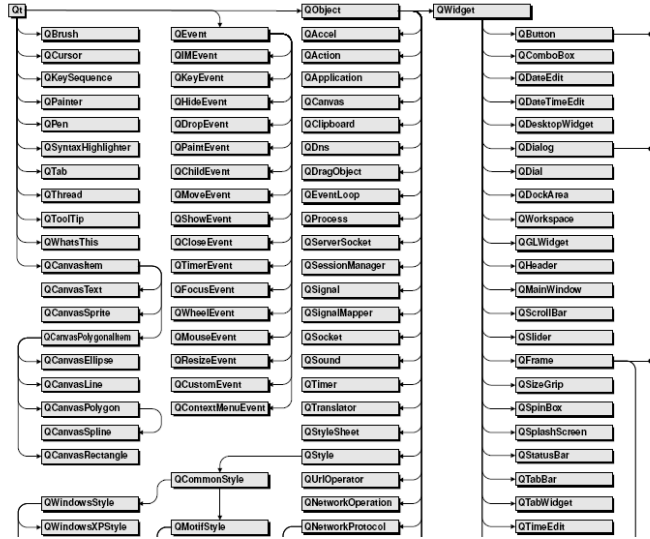 Qt
QObject
QWidget
QBrush
QEvent
QAccel
QButton
QCursor
QIMEvent
QAction
QComboBox
QKeySequence
QKeyEvent
QApplication
QDateEdit
QPainter
QHideEvent
QCanvas
QDateTimeEdit
QPen
QDropEvent
QClipboard
QDesktopWidget
QSyntaxHighlighter
QPaintEvent
QDns
QDialog
QTab
QChildEvent
QDragObject
QDial
QThread
QMoveEvent
QEventLoop
QDockArea
QToolTip
QShowEvent
QProcess
QWorkspace
QWhatsThis
QCloseEvent
QServerSocket
QGLWidget
QCanvasItem
QTimerEvent
QSessionManager
QHeader
QCanvasText
QFocusEvent
QSignal
QMainWindow
QCanvasSprite
QWheelEvent
QSignalMapper
QScrollBar
QCanvasPolygonalItem
QMouseEvent
QSocket
QSlider
QCanvasEllipse
QResizeEvent
QSound
QFrame
QCanvasLine
QCustomEvent
QTimer
QSizeGrip
QCanvasPolygon
QContextMenuEvent
QTranslator
QSpinBox
QCanvasSpline
QStyleSheet
QSplashScreen
QCanvasRectangle
QStyle
QStatusBar
QCommonStyle
QUrlOperator
QTabBar
QWindowsStyle
QNetworkOperation
QTabWidget
QWindowsXPStyle
QMotifStyle
QNetworkProtocol
QTimeEdit